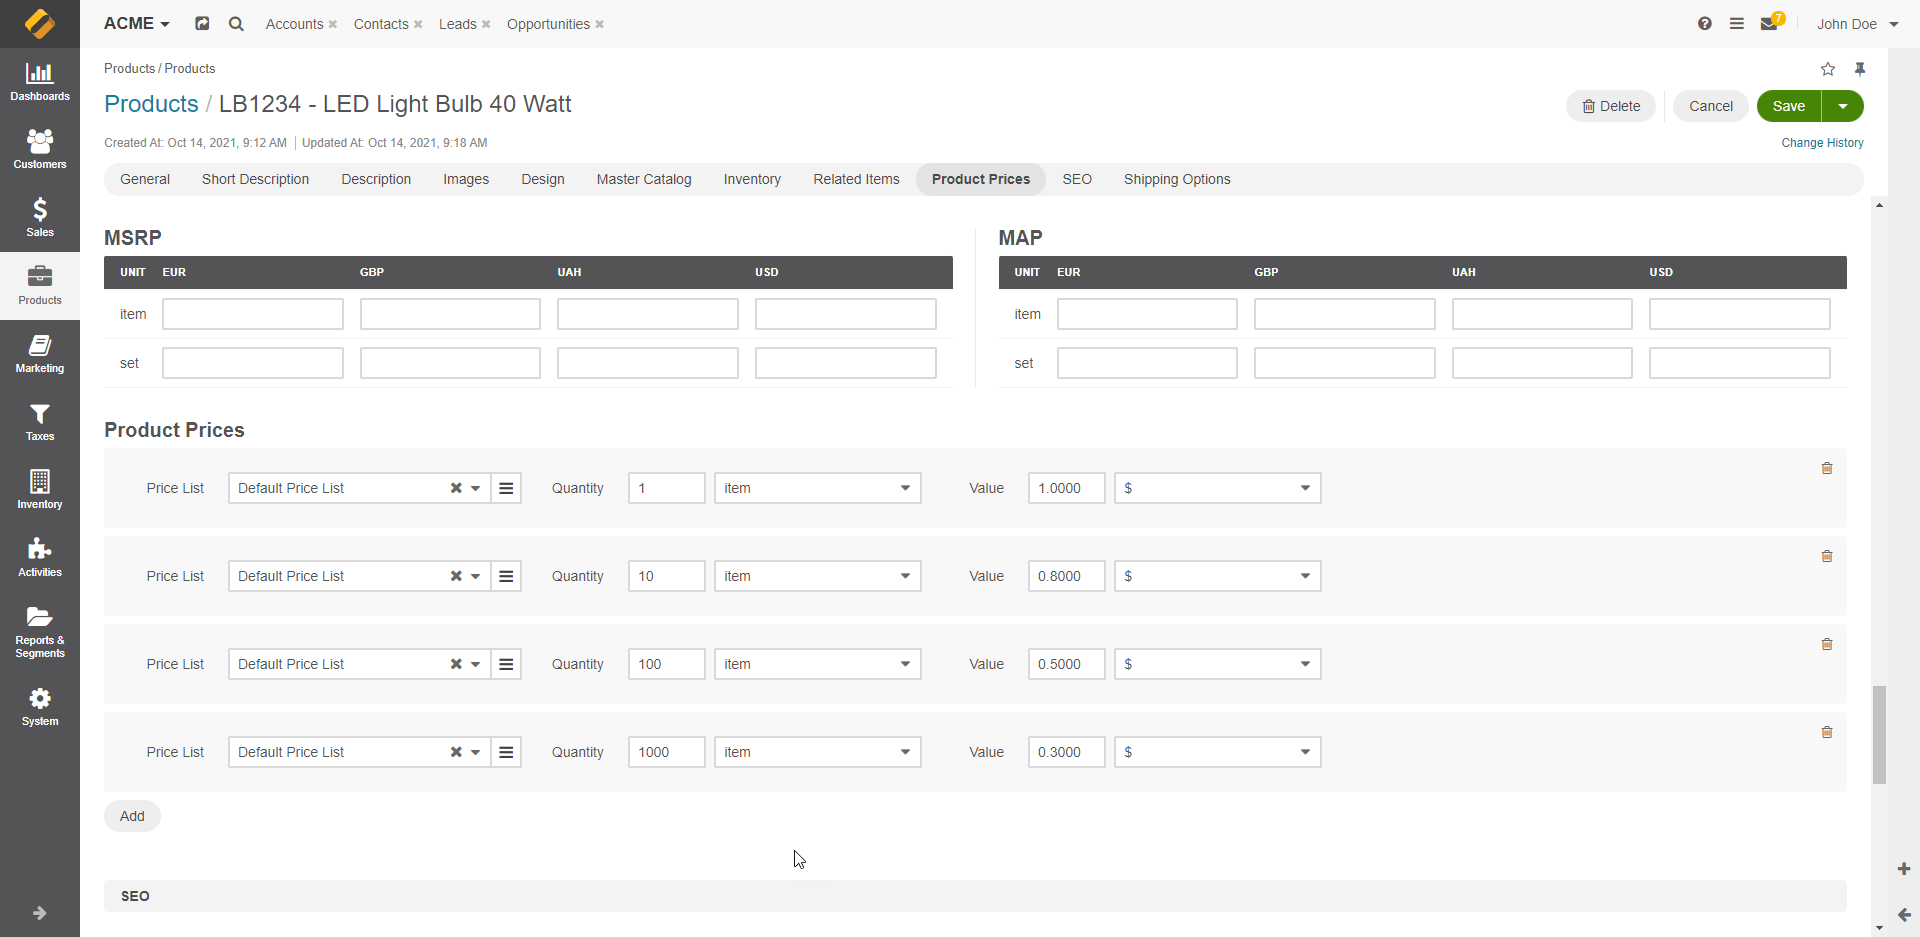 ACME Accounts Contacts Leads Opportunities 7 John Doe
Dashboards
Customers
Sales
Products
Marketing
Taxes
Inventory
Activities
Reports &
Segments
System
Products / Products
Products / LB1234 - LED Light Bulb 40 Watt
Delete Cancel Save
Created At: Oct 14, 2021, 9:12 AM Updated At: Oct 14, 2021, 9:18 AM
Change History
General Short Description Description Images Design Master Catalog Inventory Related Items Product Prices SEO Shipping Options
MSRP
UNIT EUR GBP UAH USD
item
set
MAP
UNIT EUR GBP UAH USD
item
set
Product Prices
Price List Default Price List Quantity 1 item Value 1.0000 $
Price List Default Price List Quantity 10 item Value 0.8000 $
Price List Default Price List Quantity 100 item Value 0.5000 $
Price List Default Price List Quantity 1000 item Value 0.3000 $
Add
SEO